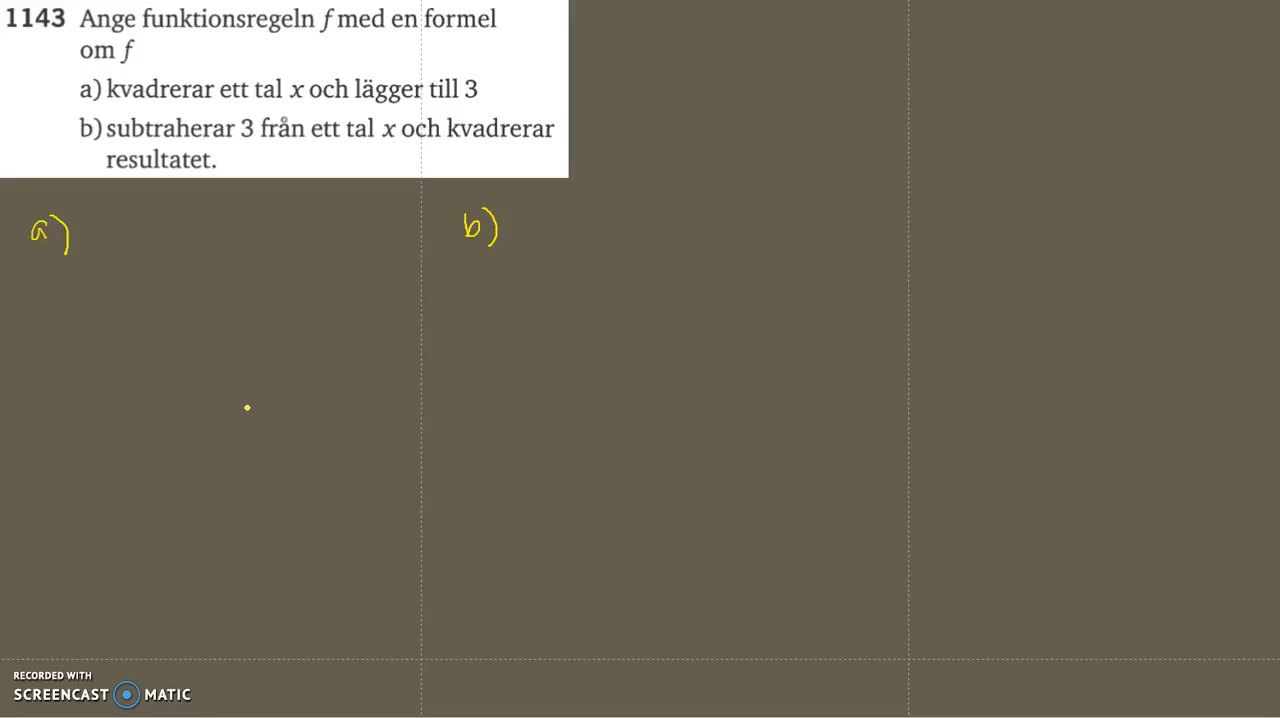 1143 Ange funktionsregeln f med en formel
om f
a) kvadrerar ett tal x och lägger till 3
b) subtraherar 3 från ett tal x och kvadrerar
resultatet.
a)
b)
RECORDED WITH
SCREENCAST MATIC